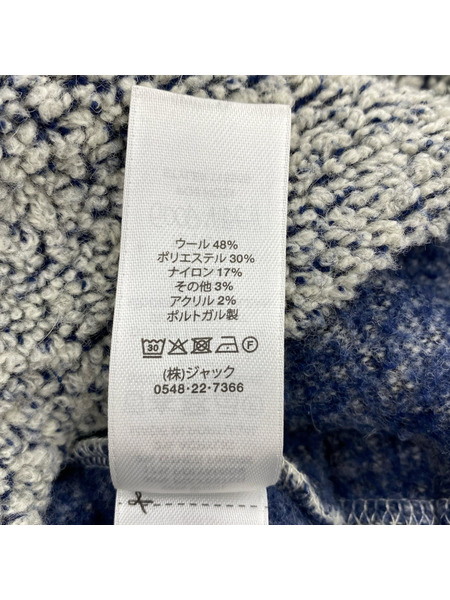 ウール 48%
ポリエステル 30%
ナイロン 17%
その他 3%
アクリル 2%
ポルトガル製
30 F
(株)ジャック
0548-22-7366